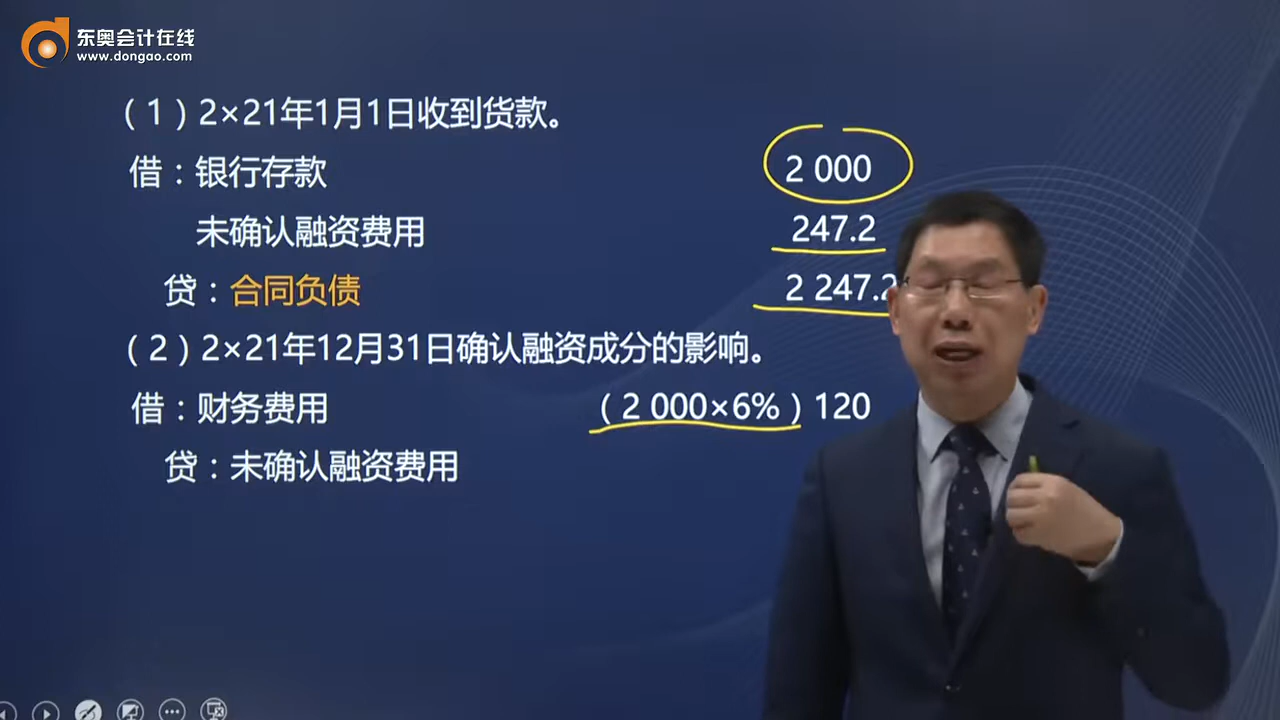 东奥会计在线
www.dongao.com
（1）2×21年1月1日收到货款。
借：银行存款 2 000
未确认融资费用 247.2
贷：合同负债 2 247.2
（2）2×21年12月31日确认融资成分的影响。
借：财务费用 （2 000×6%）120
贷：未确认融资费用